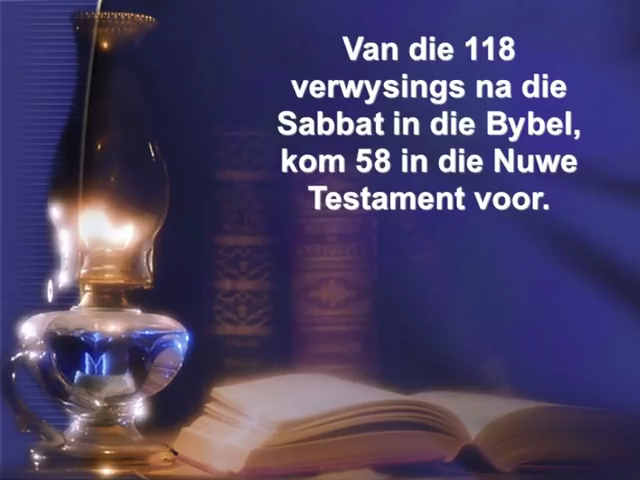 Van die 118
verwysings na die
Sabbat in die Bybel,
kom 58 in die Nuwe
Testament voor.